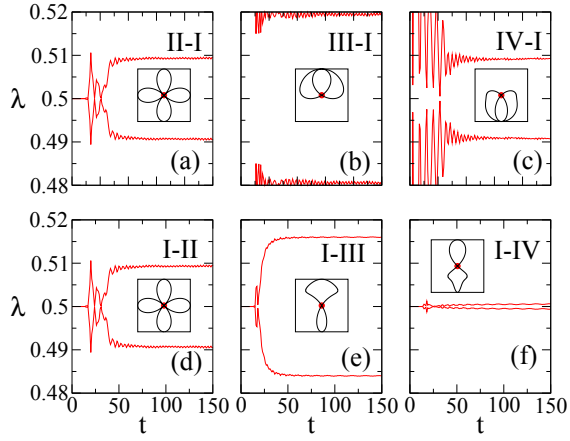 0.52 II-I III-I IV-I
0.51
λ 0.5
0.49
0.48 (a) (b) (c)
0.52 I-II I-III I-IV
0.51
λ 0.5
0.49
0.48 (d) (e) (f)
0 50 100 150 0 50 100 150 0 50 100 150
t t t